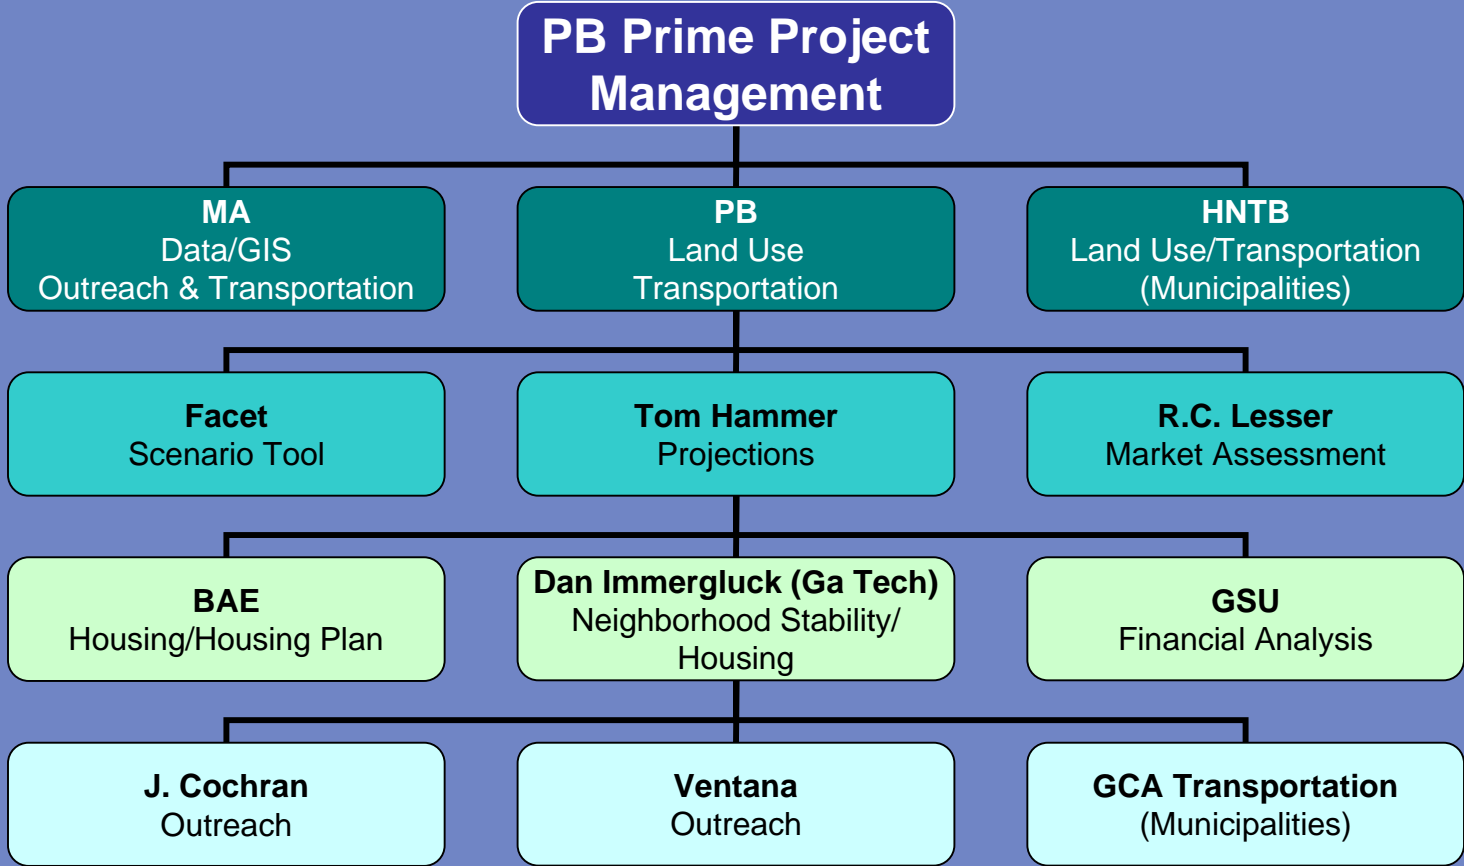 PB Prime Project
Management
MA
Data/GIS
Outreach & Transportation
PB
Land Use
Transportation
HNTB
Land Use/Transportation
(Municipalities)
Facet
Scenario Tool
Tom Hammer
Projections
R.C. Lesser
Market Assessment
BAE
Housing/Housing Plan
Dan Immergluck (Ga Tech)
Neighborhood Stability/
Housing
GSU
Financial Analysis
J. Cochran
Outreach
Ventana
Outreach
GCA Transportation
(Municipalities)